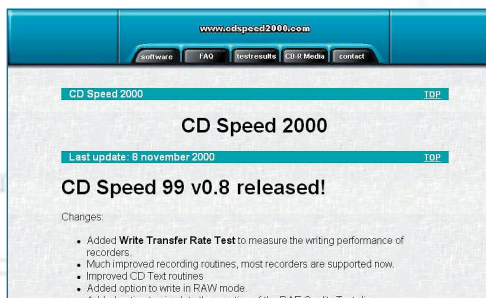 www.cdspeed2000.com
software FAQ testresults CD-R Media contact
CD Speed 2000 TOP
CD Speed 2000
Last update: 8 november 2000 TOP
CD Speed 99 v0.8 released!
Changes:
Added Write Transfer Rate Test to measure the writing performance of
recorders.
Much improved recording routines, most recorders are supported now.
Improved CD Text routines
Added option to write in RAW mode.